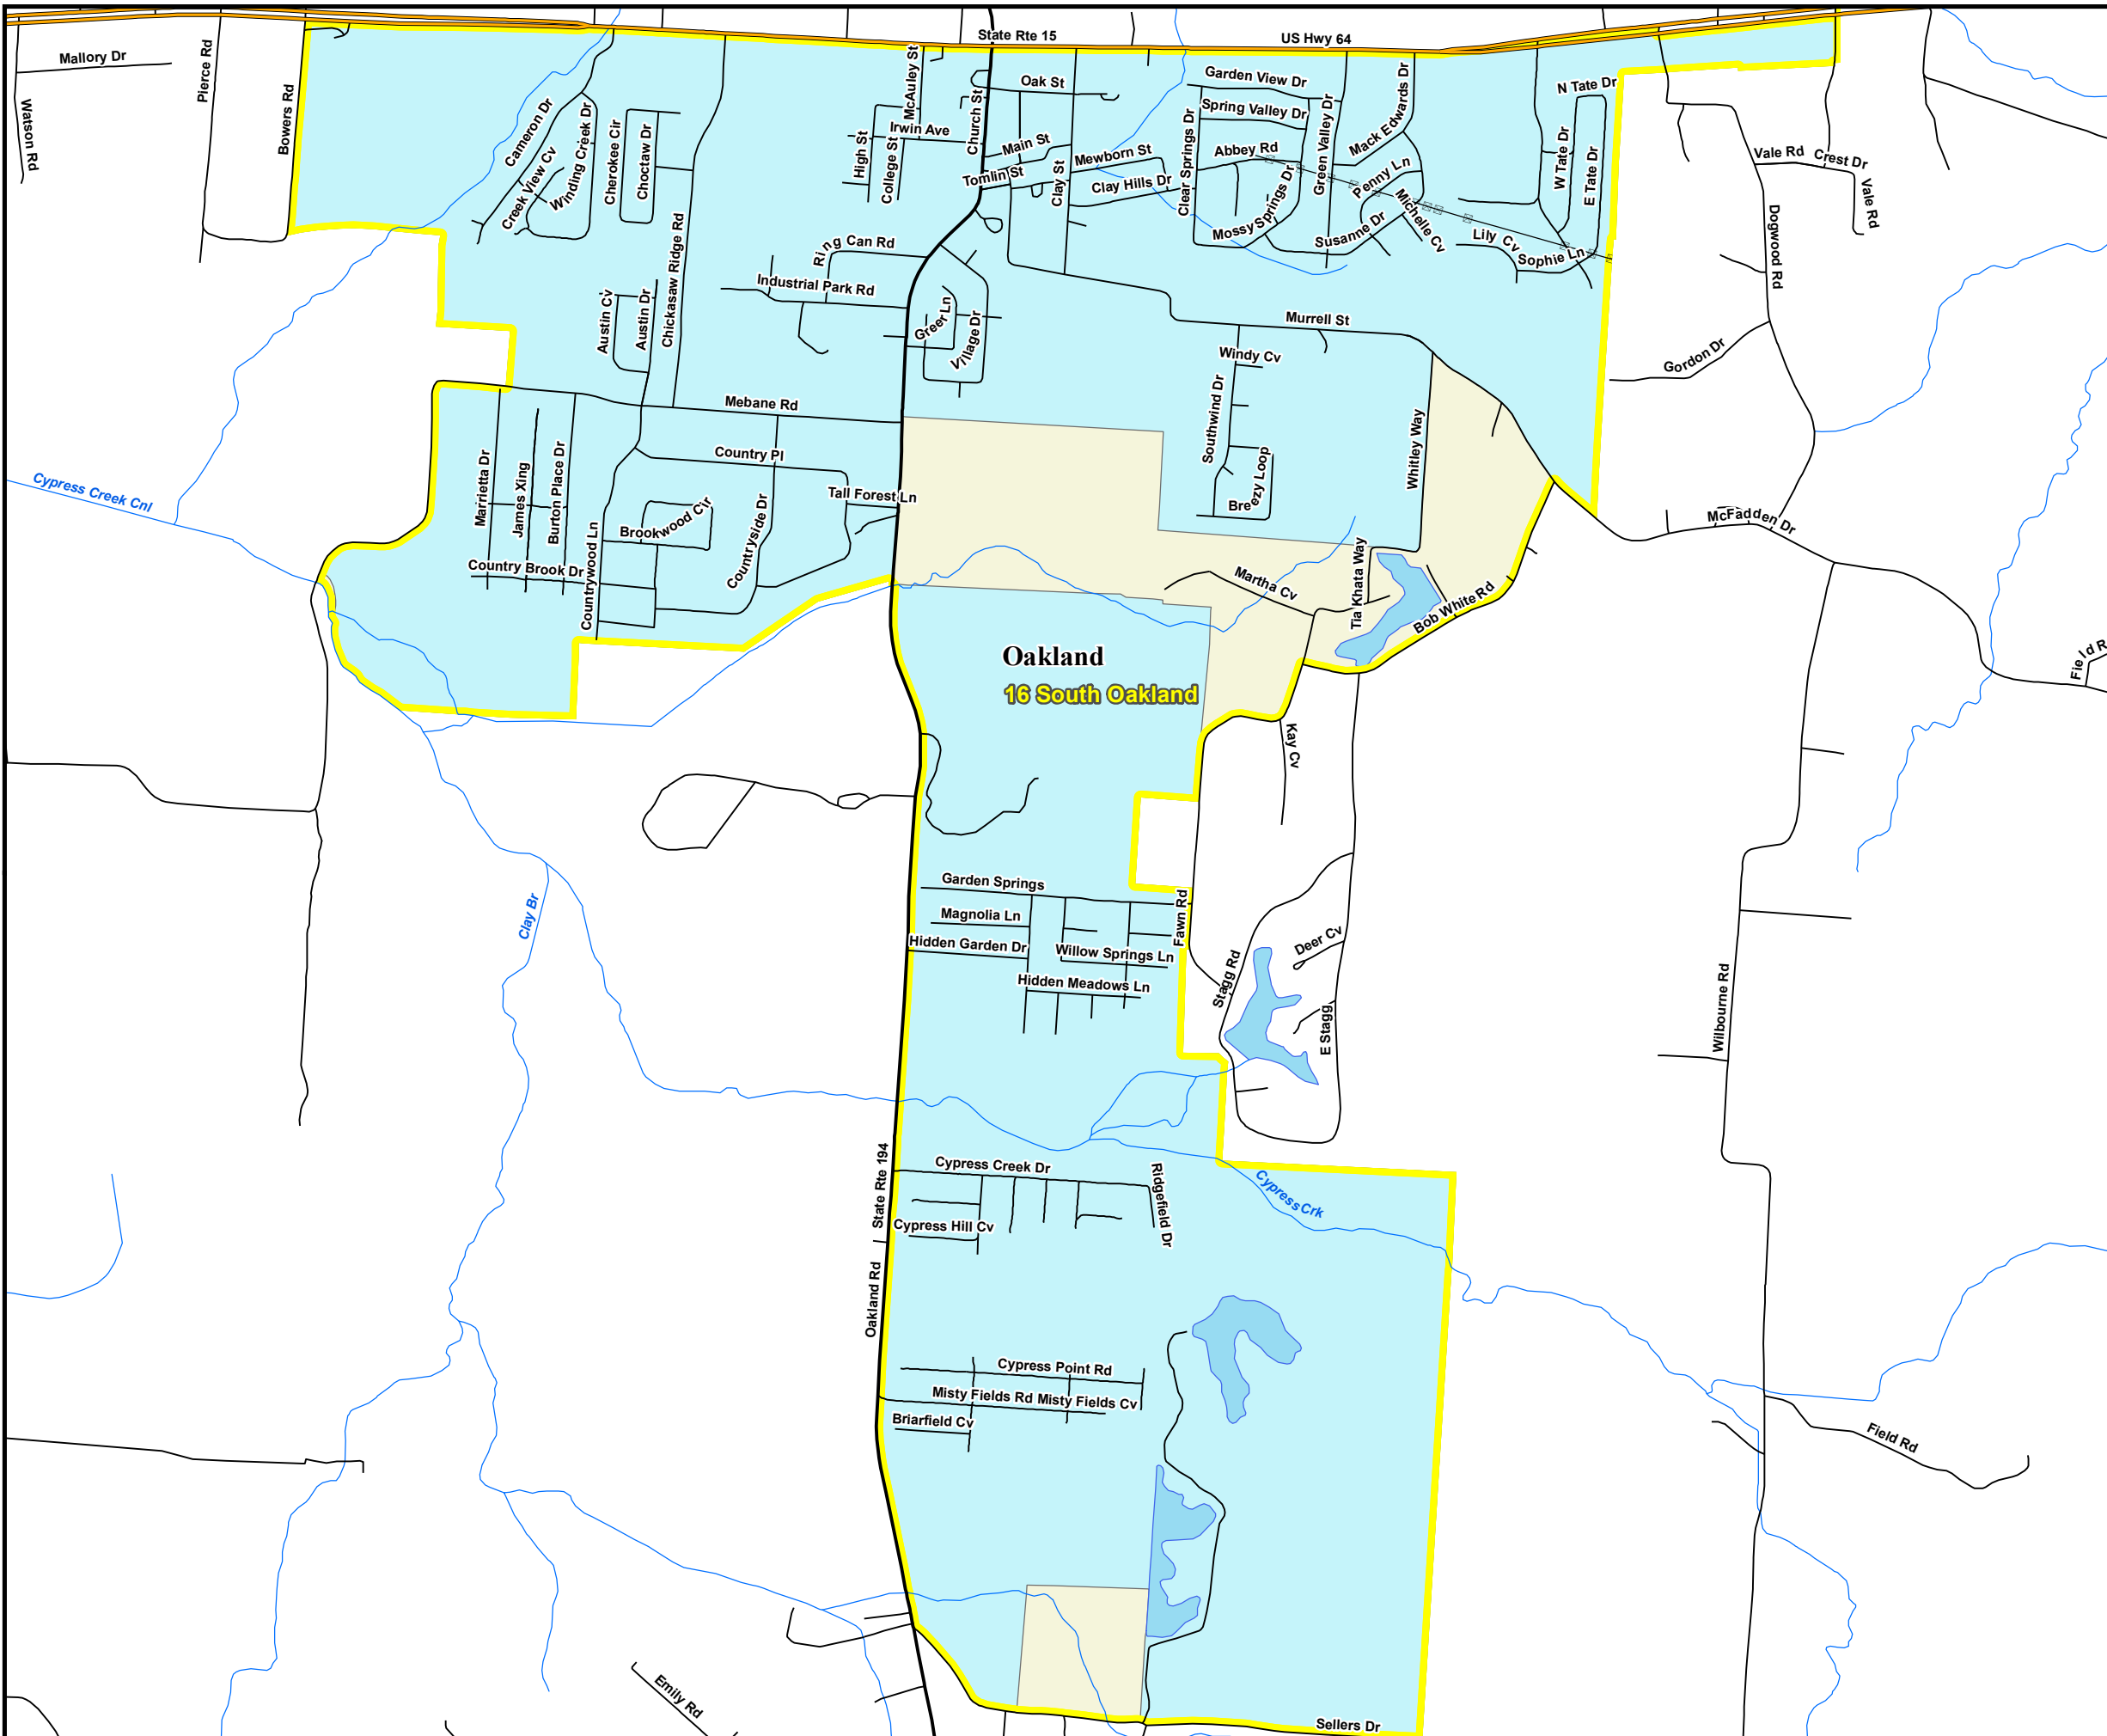 State Rte 15
US Hwy 64
Mallory Dr
Watson Rd
Pierce Rd
Bowers Rd
Cameron Dr
Creek View Cv
Winding Creek Dr
Cherokee Cir
Choctaw Dr
Chickasaw Ridge Rd
McAuley St
Church St
Oak St
Irwin Ave
High St
College St
Main St
Tomlin St
Clay St
Mewborn St
Clay Hills Dr
Clear Springs Dr
Garden View Dr
Spring Valley Dr
Abbey Rd
Green Valley Dr
Mack Edwards Dr
Penny Ln
Michelle Cv
Mossy Springs Dr
Susanne Dr
Lily Cv
Sophie Ln
N Tate Dr
W Tate Dr
E Tate Dr
Vale Rd
Crest Dr
Vale Rd
Dogwood Rd
Gordon Dr
Ring Can Rd
Industrial Park Rd
Austin Cv
Austin Dr
Greer Ln
Village Dr
Murrell St
Windy Cv
Southwind Dr
Breezy Loop
Whitley Way
Mebane Rd
Country Pl
Tall Forest Ln
Marrietta Dr
James Xing
Burton Place Dr
Brookwood Cir
Countryside Dr
Countrywood Ln
Country Brook Dr
Cypress Creek Cnl
McFadden Dr
Martha Cv
Tia Khata Way
Bob White Rd
Oakland
16 South Oakland
Kay Cv
Field R
Garden Springs
Magnolia Ln
Hidden Garden Dr
Willow Springs Ln
Hidden Meadows Ln
Fawn Rd
Stagg Rd
Deer Cv
E Stagg
Clay Br
Wilbourne Rd
State Rte 194
Cypress Creek Dr
Ridgefield Dr
Cypress Crk
Cypress Hill Cv
Oakland Rd
Cypress Point Rd
Misty Fields Rd
Misty Fields Cv
Briarfield Cv
Field Rd
Emily Rd
Sellers Dr